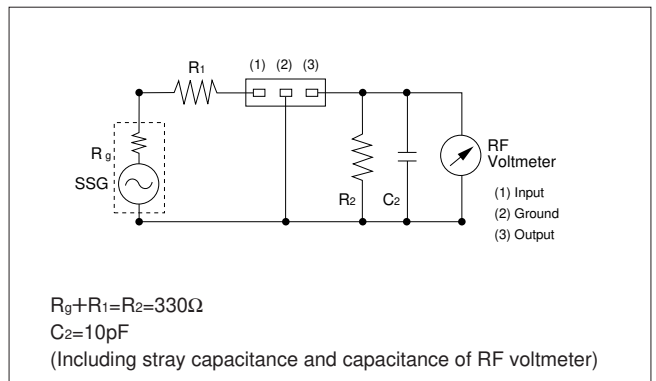 R1
(1) (2) (3)
Rg
SSG
R2
C2
RF
Voltmeter
(1) Input
(2) Ground
(3) Output
Rg+R1=R2=330Ω
C2=10pF
(Including stray capacitance and capacitance of RF voltmeter)